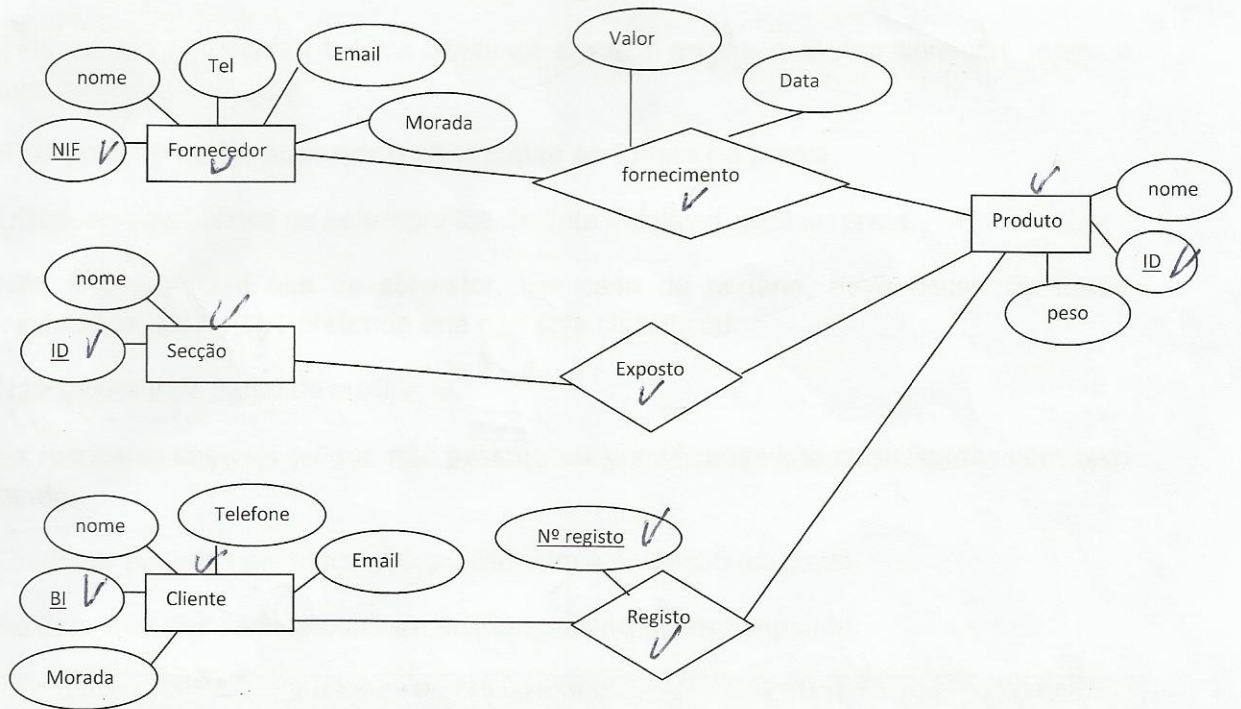 Valor
Email
Tel
nome
Data
Morada
NIF
Fornecedor
fornecimento
nome
Produto
ID
nome
peso
ID
Secção
Exposto
Telefone
nome
Nº registo
Email
BI
Cliente
Registo
Morada